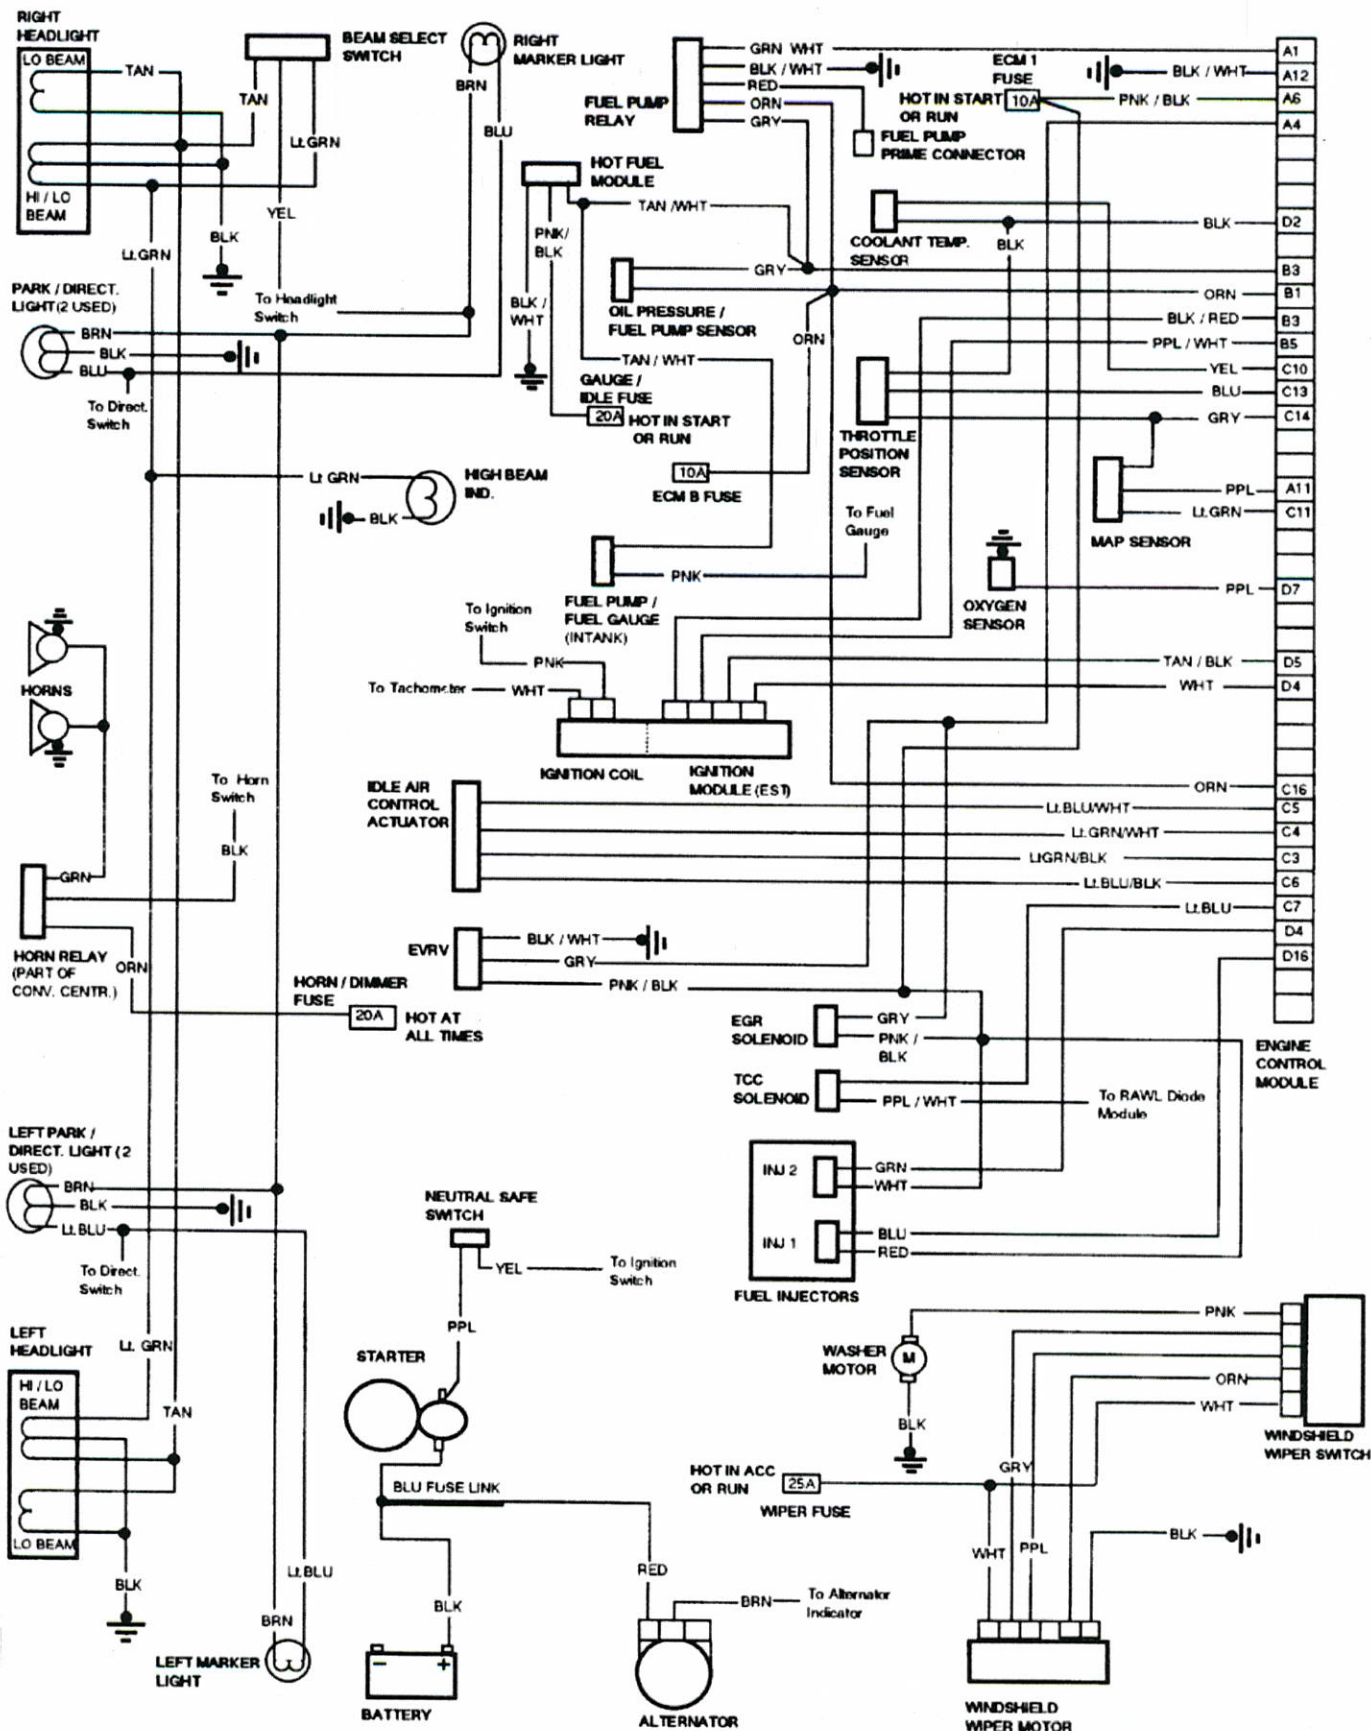 RIGHT
HEADLIGHT
LO BEAM
TAN
HI / LO
BEAM
BEAM SELECT
SWITCH
TAN
Lt.GRN
YEL
BLK
Lt.GRN
RIGHT
MARKER LIGHT
BRN
BLU
To Headlight
Switch
PARK / DIRECT.
LIGHT (2 USED)
BRN
BLK
BLU
To Direct.
Switch
Lt GRN
HIGH BEAM
IND.
BLK
FUEL PUMP
RELAY
GRN WHT
BLK / WHT
RED
ORN
GRY
FUEL PUMP
PRIME CONNECTOR
ECM 1
FUSE
HOT IN START
OR RUN
10A
PNK / BLK
BLK / WHT
HOT FUEL
MODULE
TAN /WHT
PNK/
BLK
BLK /
WHT
COOLANT TEMP.
SENSOR
BLK
BLK
GRY
OIL PRESSURE /
FUEL PUMP SENSOR
ORN
ORN
BLK / RED
PPL / WHT
YEL
BLU
GRY
TAN / WHT
GAUGE /
IDLE FUSE
20A
HOT IN START
OR RUN
10A
ECM B FUSE
THROTTLE
POSITION
SENSOR
To Fuel
Gauge
PPL
Lt.GRN
MAP SENSOR
PNK
FUEL PUMP /
FUEL GAUGE
(INTANK)
OXYGEN
SENSOR
PPL
To Ignition
Switch
PNK
To Tachometer
WHT
TAN / BLK
WHT
IGNITION COIL
IGNITION
MODULE (EST)
A1
A12
A6
A4
D2
B3
B1
B3
B5
C10
C13
C14
A11
C11
D7
D5
D4
C16
C5
C4
C3
C6
C7
D4
D16
ENGINE
CONTROL
MODULE
HORNS
To Horn
Switch
BLK
GRN
HORN RELAY
(PART OF
CONV. CENTR.)
ORN
HORN / DIMMER
FUSE
20A
HOT AT
ALL TIMES
IDLE AIR
CONTROL
ACTUATOR
ORN
Lt.BLU/WHT
Lt.GRN/WHT
LtGRN/BLK
Lt.BLU/BLK
Lt.BLU
EVRV
BLK / WHT
GRY
PNK / BLK
EGR
SOLENOID
GRY
PNK /
BLK
TCC
SOLENOID
PPL / WHT
To RAWL Diode
Module
INJ 2
GRN
WHT
INJ 1
BLU
RED
FUEL INJECTORS
LEFT PARK /
DIRECT. LIGHT ( 2
USED)
BRN
BLK
Lt.BLU
To Direct.
Switch
LEFT
HEADLIGHT
Lt. GRN
HI / LO
BEAM
TAN
LO BEAM
BLK
Lt.BLU
BRN
LEFT MARKER
LIGHT
NEUTRAL SAFE
SWITCH
YEL
To Ignition
Switch
PPL
STARTER
BLU FUSE LINK
BLK
RED
BRN
To Alternator
Indicator
- +
BATTERY
ALTERNATOR
WASHER
MOTOR
M
BLK
PNK
ORN
WHT
WINDSHIELD
WIPER SWITCH
HOT IN ACC
OR RUN
25A
WIPER FUSE
GRY
WHT
PPL
BLK
WINDSHIELD
WIPER MOTOR